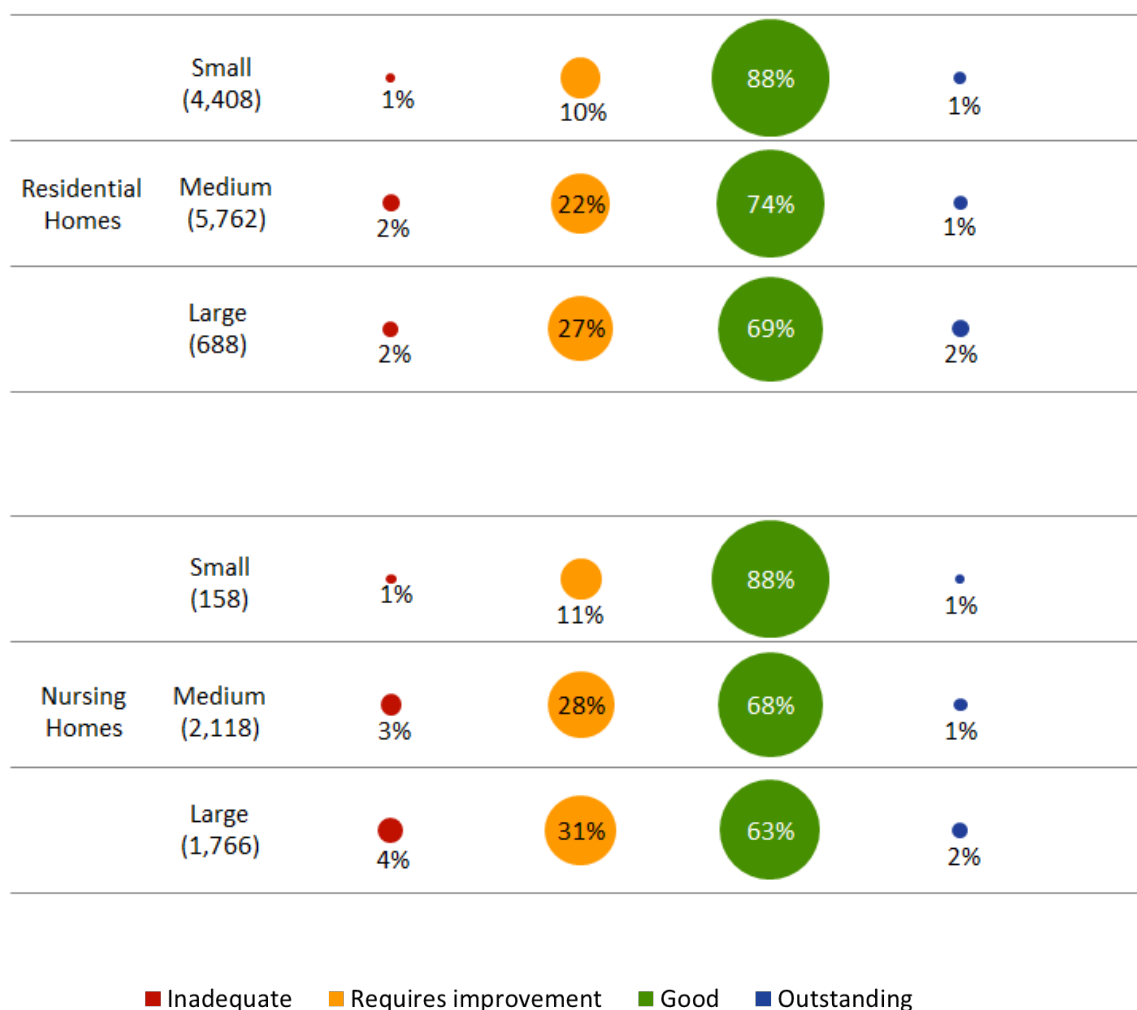 Small
(4,408)
1%
10%
88%
1%
Residential
Homes
Medium
(5,762)
2%
22%
74%
1%
Large
(688)
2%
27%
69%
2%
Small
(158)
1%
11%
88%
1%
Nursing
Homes
Medium
(2,118)
3%
28%
68%
1%
Large
(1,766)
4%
31%
63%
2%
Inadequate Requires improvement Good Outstanding